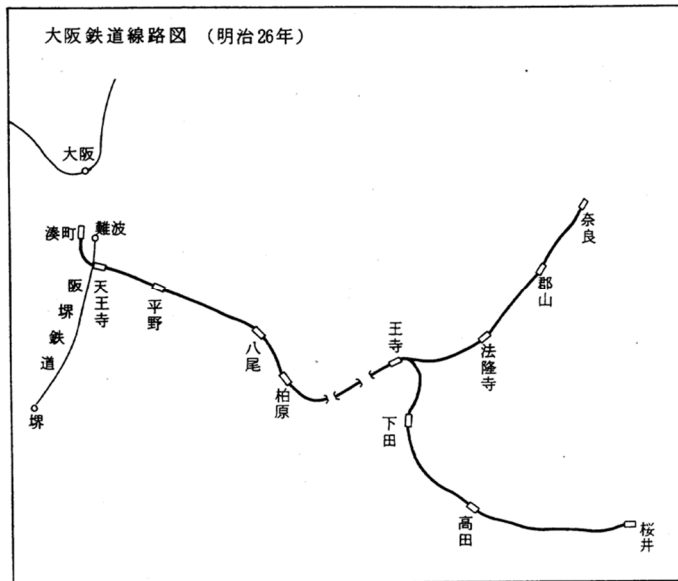 大阪鉄道線路図 (明治26年)
大阪
湊町
難波
天王寺
阪堺鉄道
平野
八尾
柏原
王寺
法隆寺
郡山
奈良
下田
高田
桜井
堺